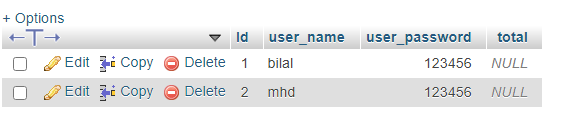 + Options
←T→ Id user_name user_password total
Edit Copy Delete 1 bilal 123456 NULL
Edit Copy Delete 2 mhd 123456 NULL